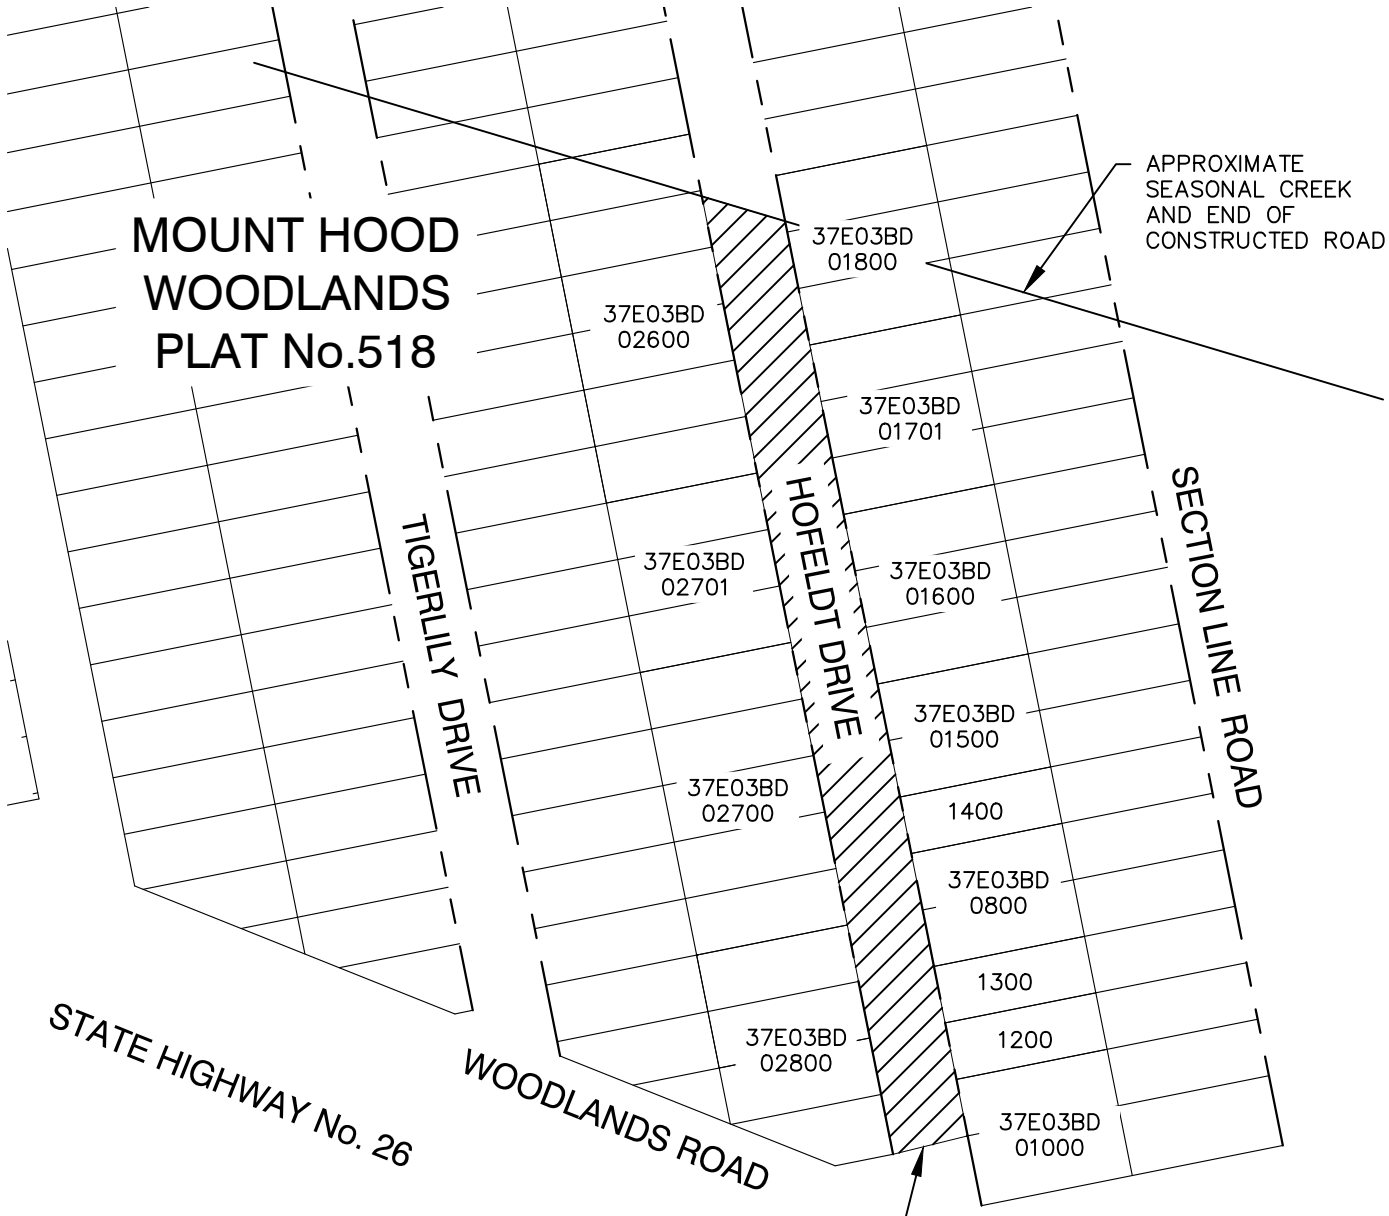 APPROXIMATE
SEASONAL CREEK
AND END OF
CONSTRUCTED ROAD
MOUNT HOOD
WOODLANDS
PLAT No.518
37E03BD
01800
37E03BD
02600
37E03BD
01701
HOFELDT DRIVE
SECTION LINE ROAD
TIGERLILY DRIVE
37E03BD
02701
37E03BD
01600
37E03BD
01500
37E03BD
02700
1400
37E03BD
0800
1300
37E03BD
02800
1200
37E03BD
01000
STATE HIGHWAY No. 26
WOODLANDS ROAD